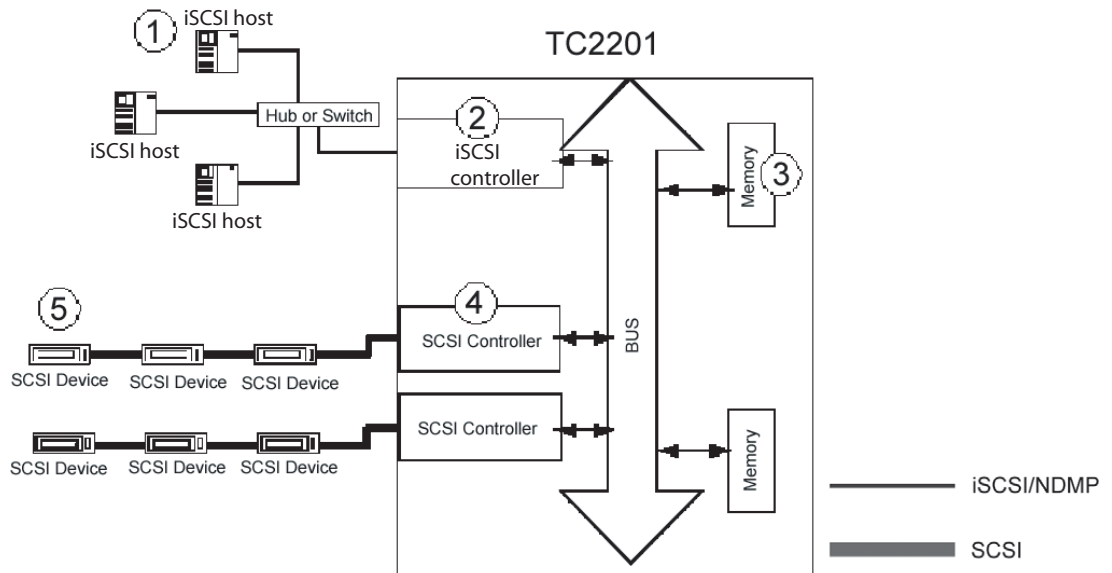 1
iSCSI host
TC2201
Hub or Switch
2
iSCSI
controller
iSCSI host
Memory
3
iSCSI host
5
4
SCSI Controller
BUS
SCSI Device
SCSI Device
SCSI Device
SCSI Controller
SCSI Device
SCSI Device
SCSI Device
Memory
iSCSI/NDMP
SCSI